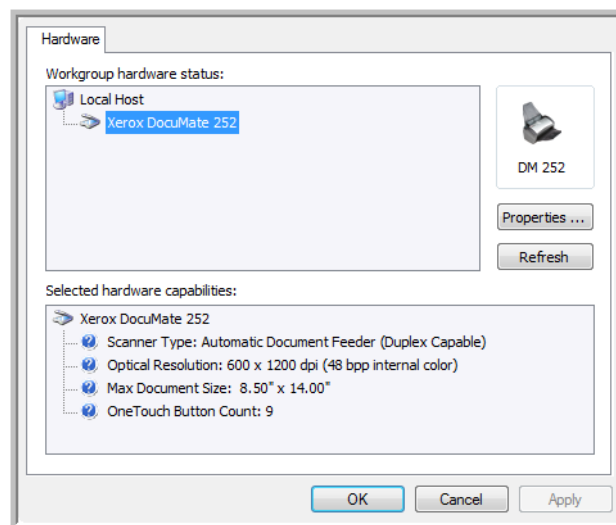 Hardware
Workgroup hardware status:
Local Host
Xerox DocuMate 252
DM 252
Properties ...
Refresh
Selected hardware capabilities:
Xerox DocuMate 252
Scanner Type: Automatic Document Feeder (Duplex Capable)
Optical Resolution: 600 x 1200 dpi (48 bpp internal color)
Max Document Size:  8.50" x 14.00"
OneTouch Button Count: 9
OK
Cancel
Apply